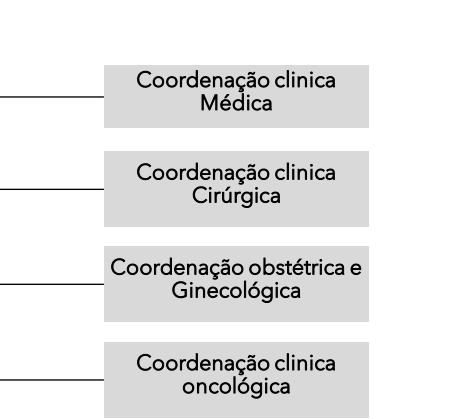 Coordenação clinica
Médica
Coordenação clinica
Cirúrgica
Coordenação obstétrica e
Ginecológica
Coordenação clinica
oncológica